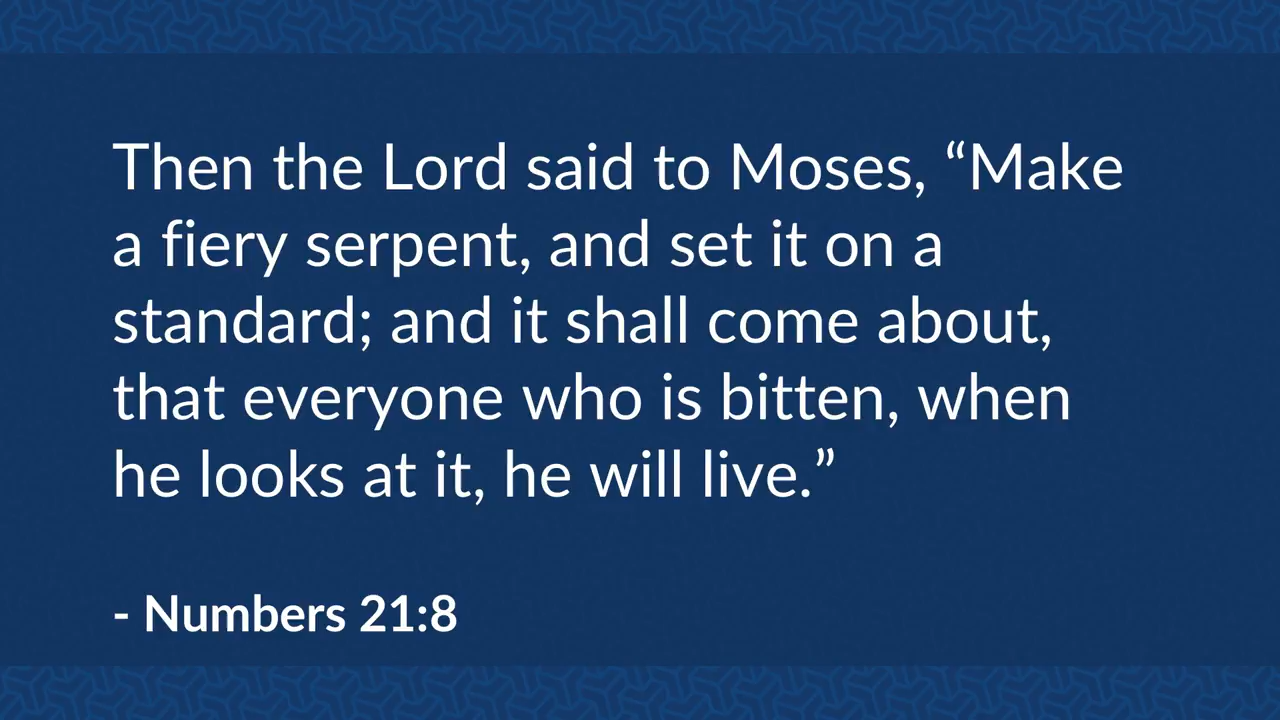 Then the Lord said to Moses, “Make
a fiery serpent, and set it on a
standard; and it shall come about,
that everyone who is bitten, when
he looks at it, he will live.”
- Numbers 21:8